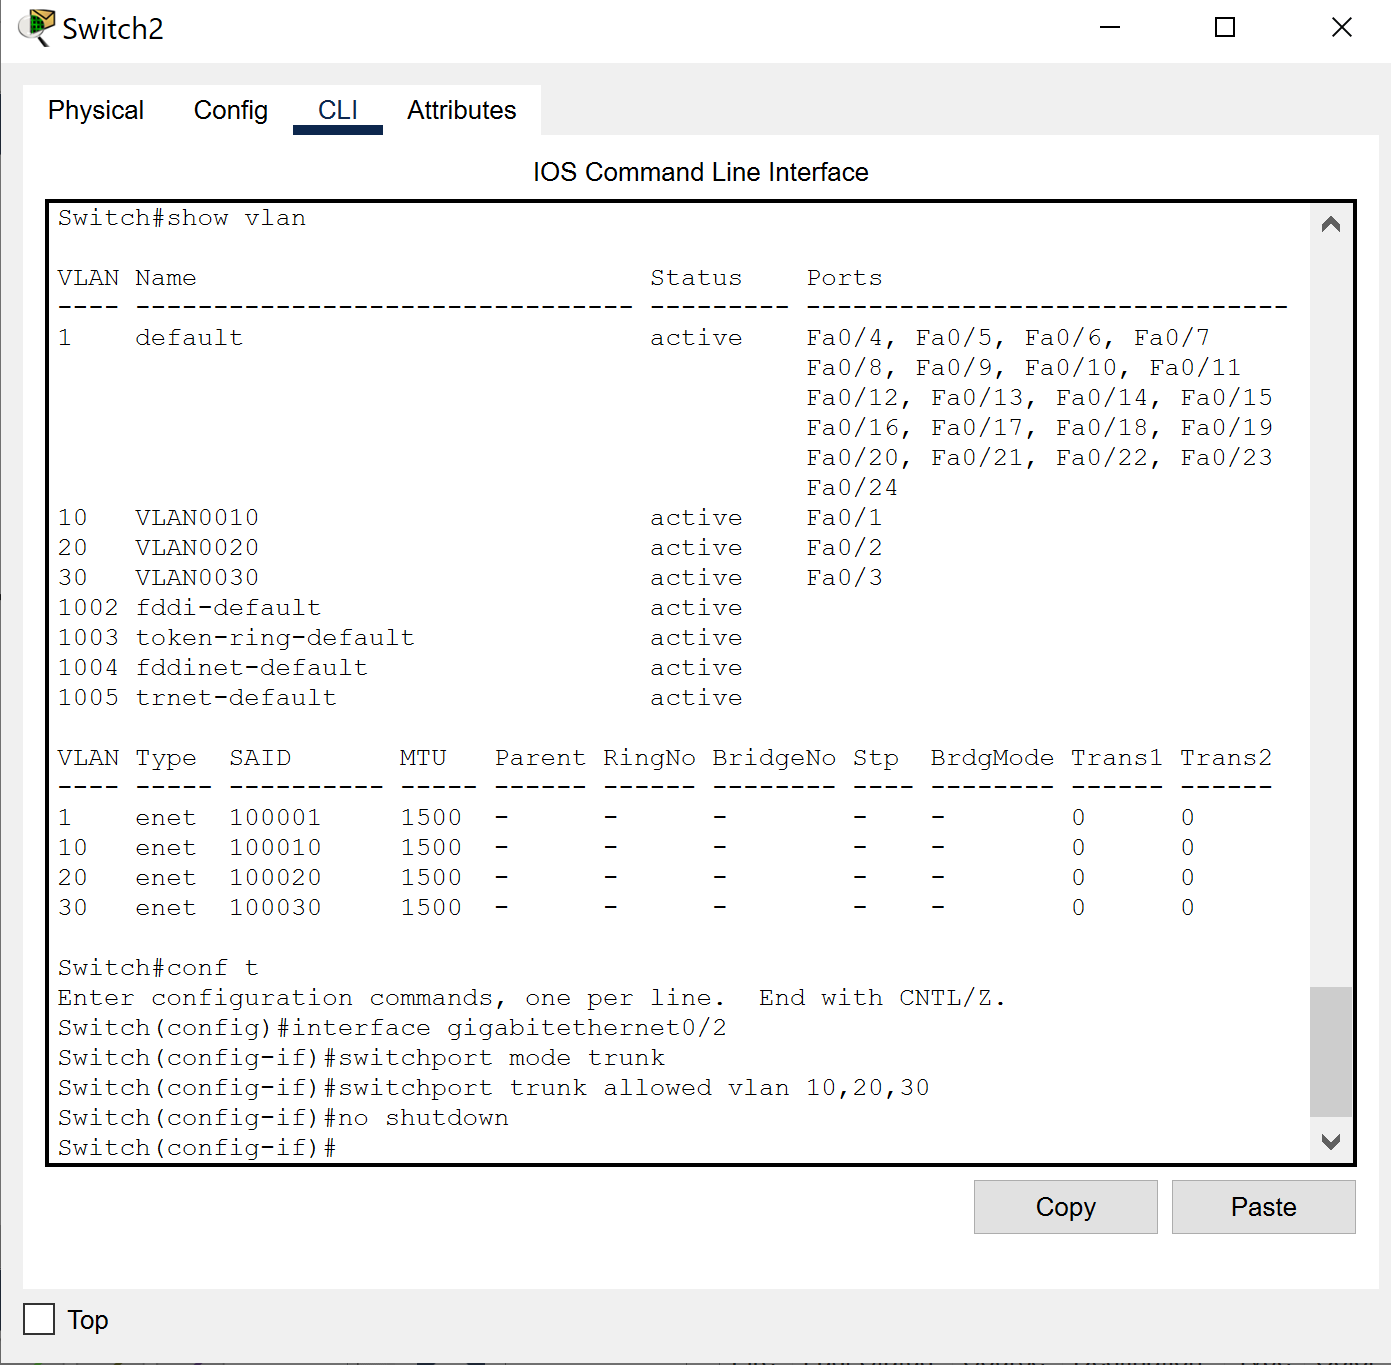 Switch2
Physical Config CLI Attributes
IOS Command Line Interface
Switch#show vlan
VLAN Name                             Status    Ports
---- -------------------------------- --------- -------------------------------
1    default                          active    Fa0/4, Fa0/5, Fa0/6, Fa0/7
                                                Fa0/8, Fa0/9, Fa0/10, Fa0/11
                                                Fa0/12, Fa0/13, Fa0/14, Fa0/15
                                                Fa0/16, Fa0/17, Fa0/18, Fa0/19
                                                Fa0/20, Fa0/21, Fa0/22, Fa0/23
                                                Fa0/24
10   VLAN0010                         active    Fa0/1
20   VLAN0020                         active    Fa0/2
30   VLAN0030                         active    Fa0/3
1002 fddi-default                     active
1003 token-ring-default               active
1004 fddinet-default                  active
1005 trnet-default                    active
VLAN Type  SAID       MTU   Parent RingNo BridgeNo Stp  BrdgMode Trans1 Trans2
---- ----- ---------- ----- ------ ------ -------- ---- -------- ------ ------
1    enet  100001     1500  -      -      -        -    -        0      0
10   enet  100010     1500  -      -      -        -    -        0      0
20   enet  100020     1500  -      -      -        -    -        0      0
30   enet  100030     1500  -      -      -        -    -        0      0
Switch#conf t
Enter configuration commands, one per line.  End with CNTL/Z.
Switch(config)#interface gigabitethernet0/2
Switch(config-if)#switchport mode trunk
Switch(config-if)#switchport trunk allowed vlan 10,20,30
Switch(config-if)#no shutdown
Switch(config-if)#
Copy Paste
Top